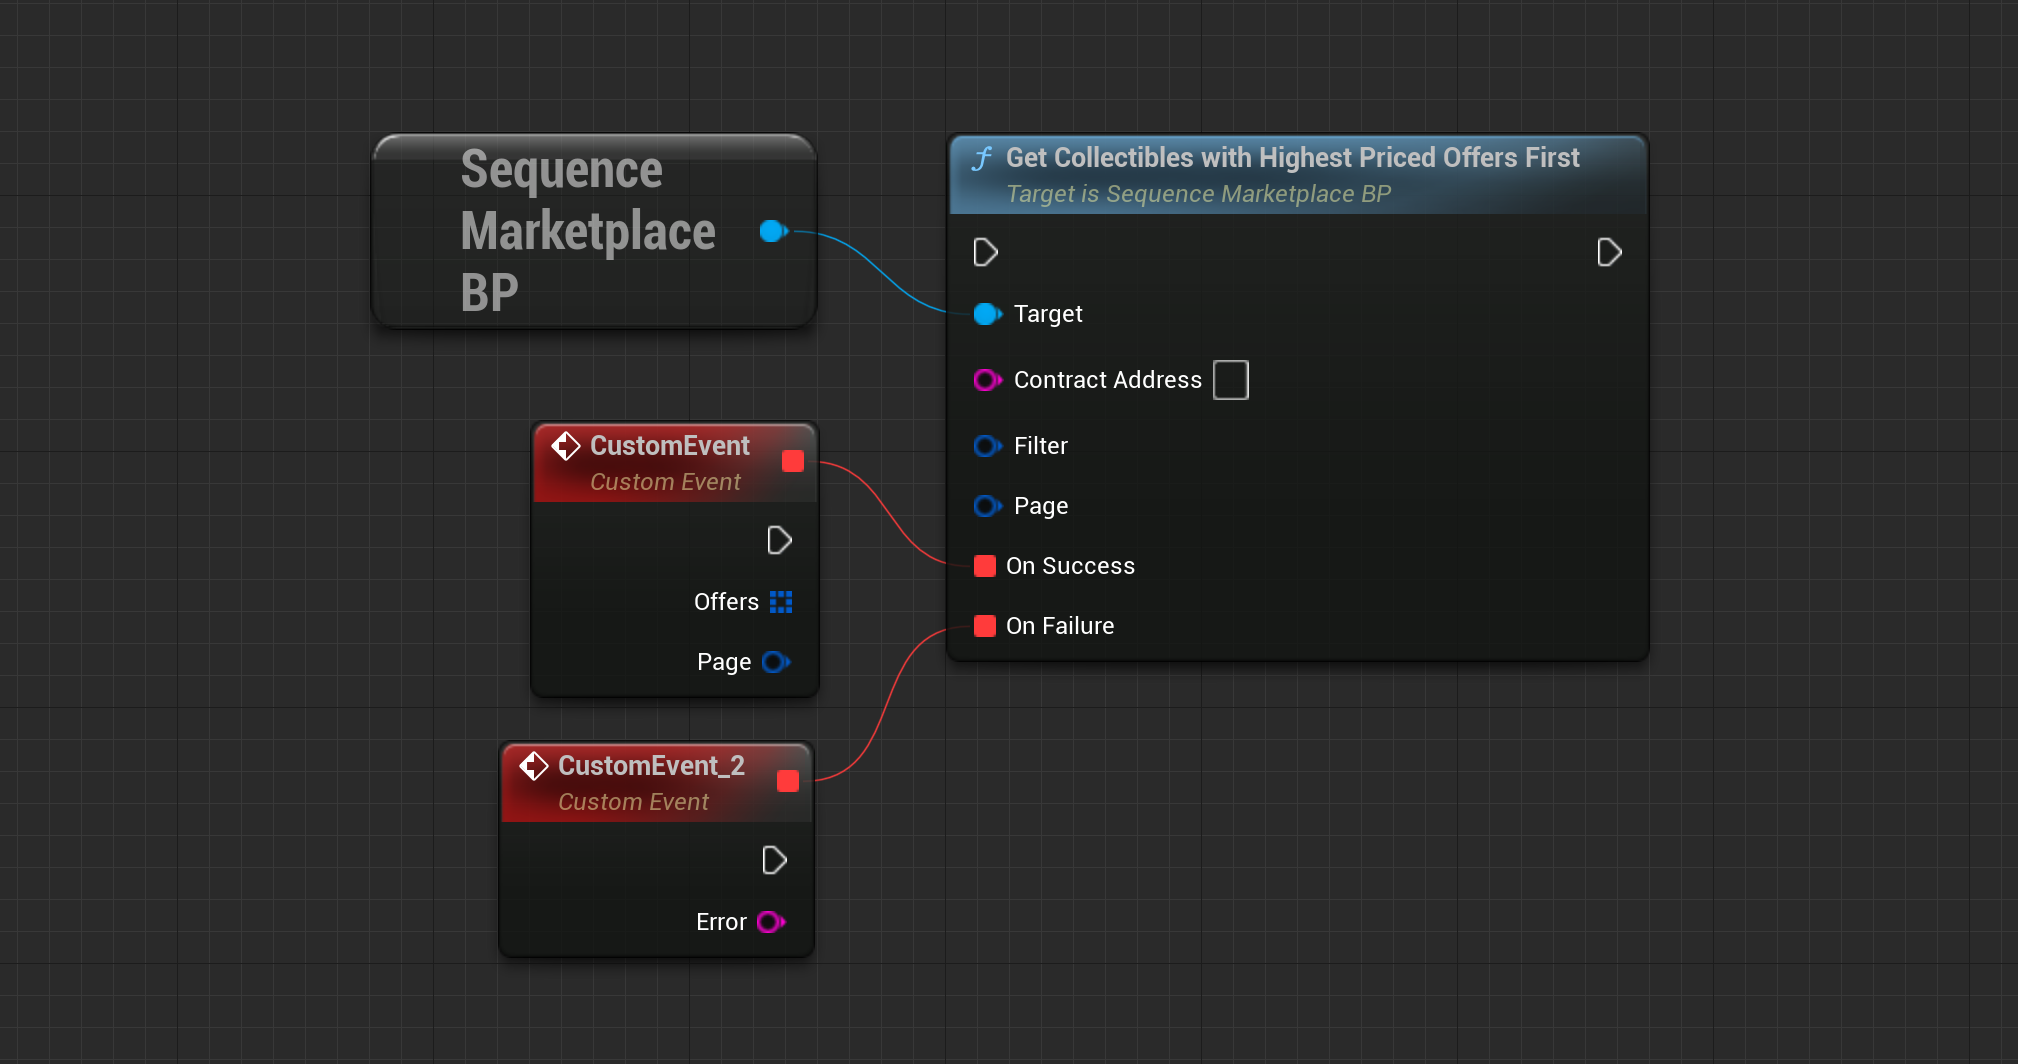 Sequence
Marketplace
BP
Get Collectibles with Highest Priced Offers First
Target is Sequence Marketplace BP
Target
Contract Address
Filter
Page
On Success
On Failure
CustomEvent
Custom Event
Offers
Page
CustomEvent_2
Custom Event
Error